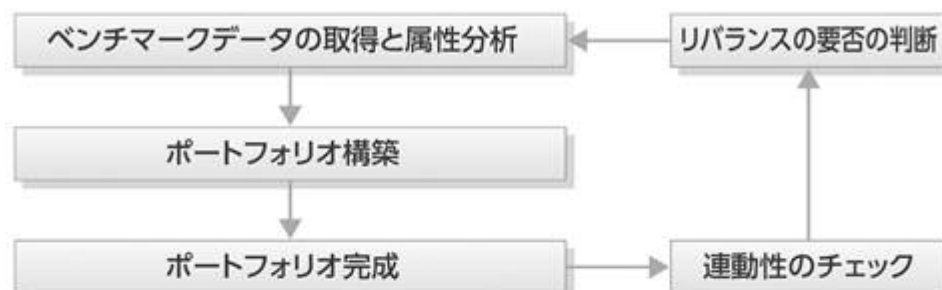 ベンチマークデータの取得と属性分析
リバランスの要否の判断
ポートフォリオ構築
ポートフォリオ完成
連動性のチェック